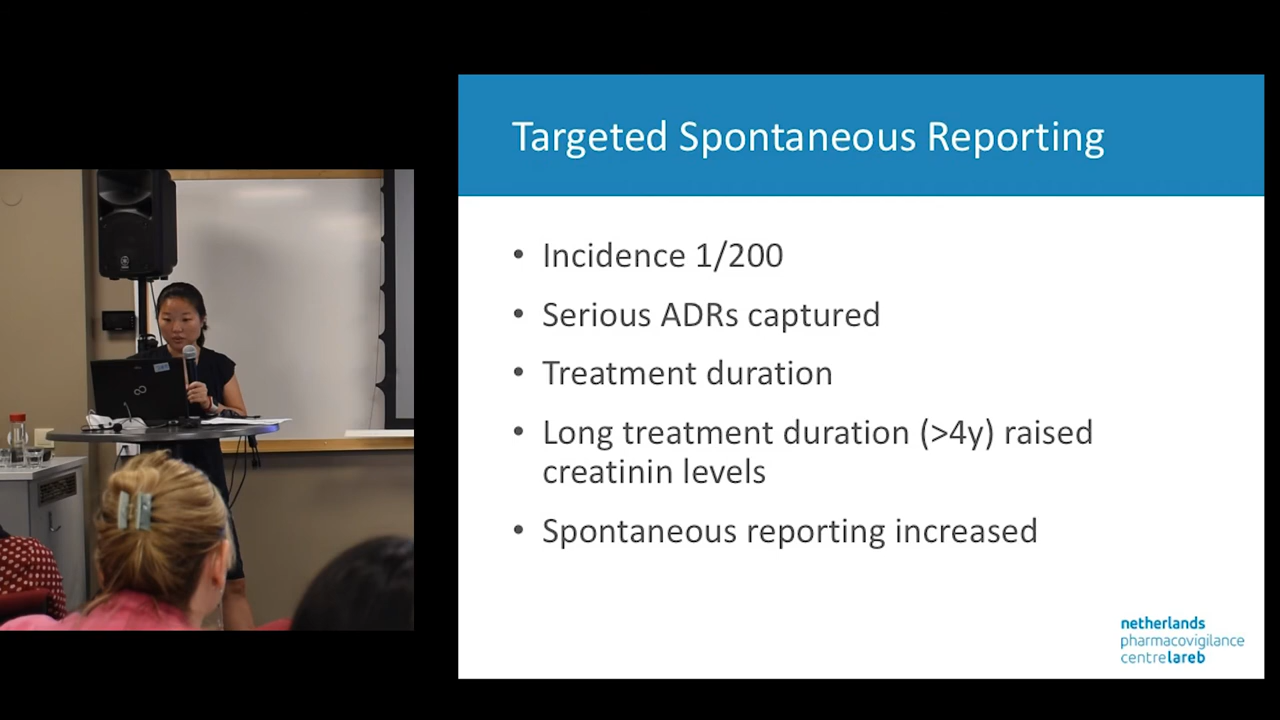 Targeted Spontaneous Reporting
• Incidence 1/200
• Serious ADRs captured
• Treatment duration
• Long treatment duration (>4y) raised
creatinin levels
• Spontaneous reporting increased
netherlands
pharmacovigilance
centrelareb